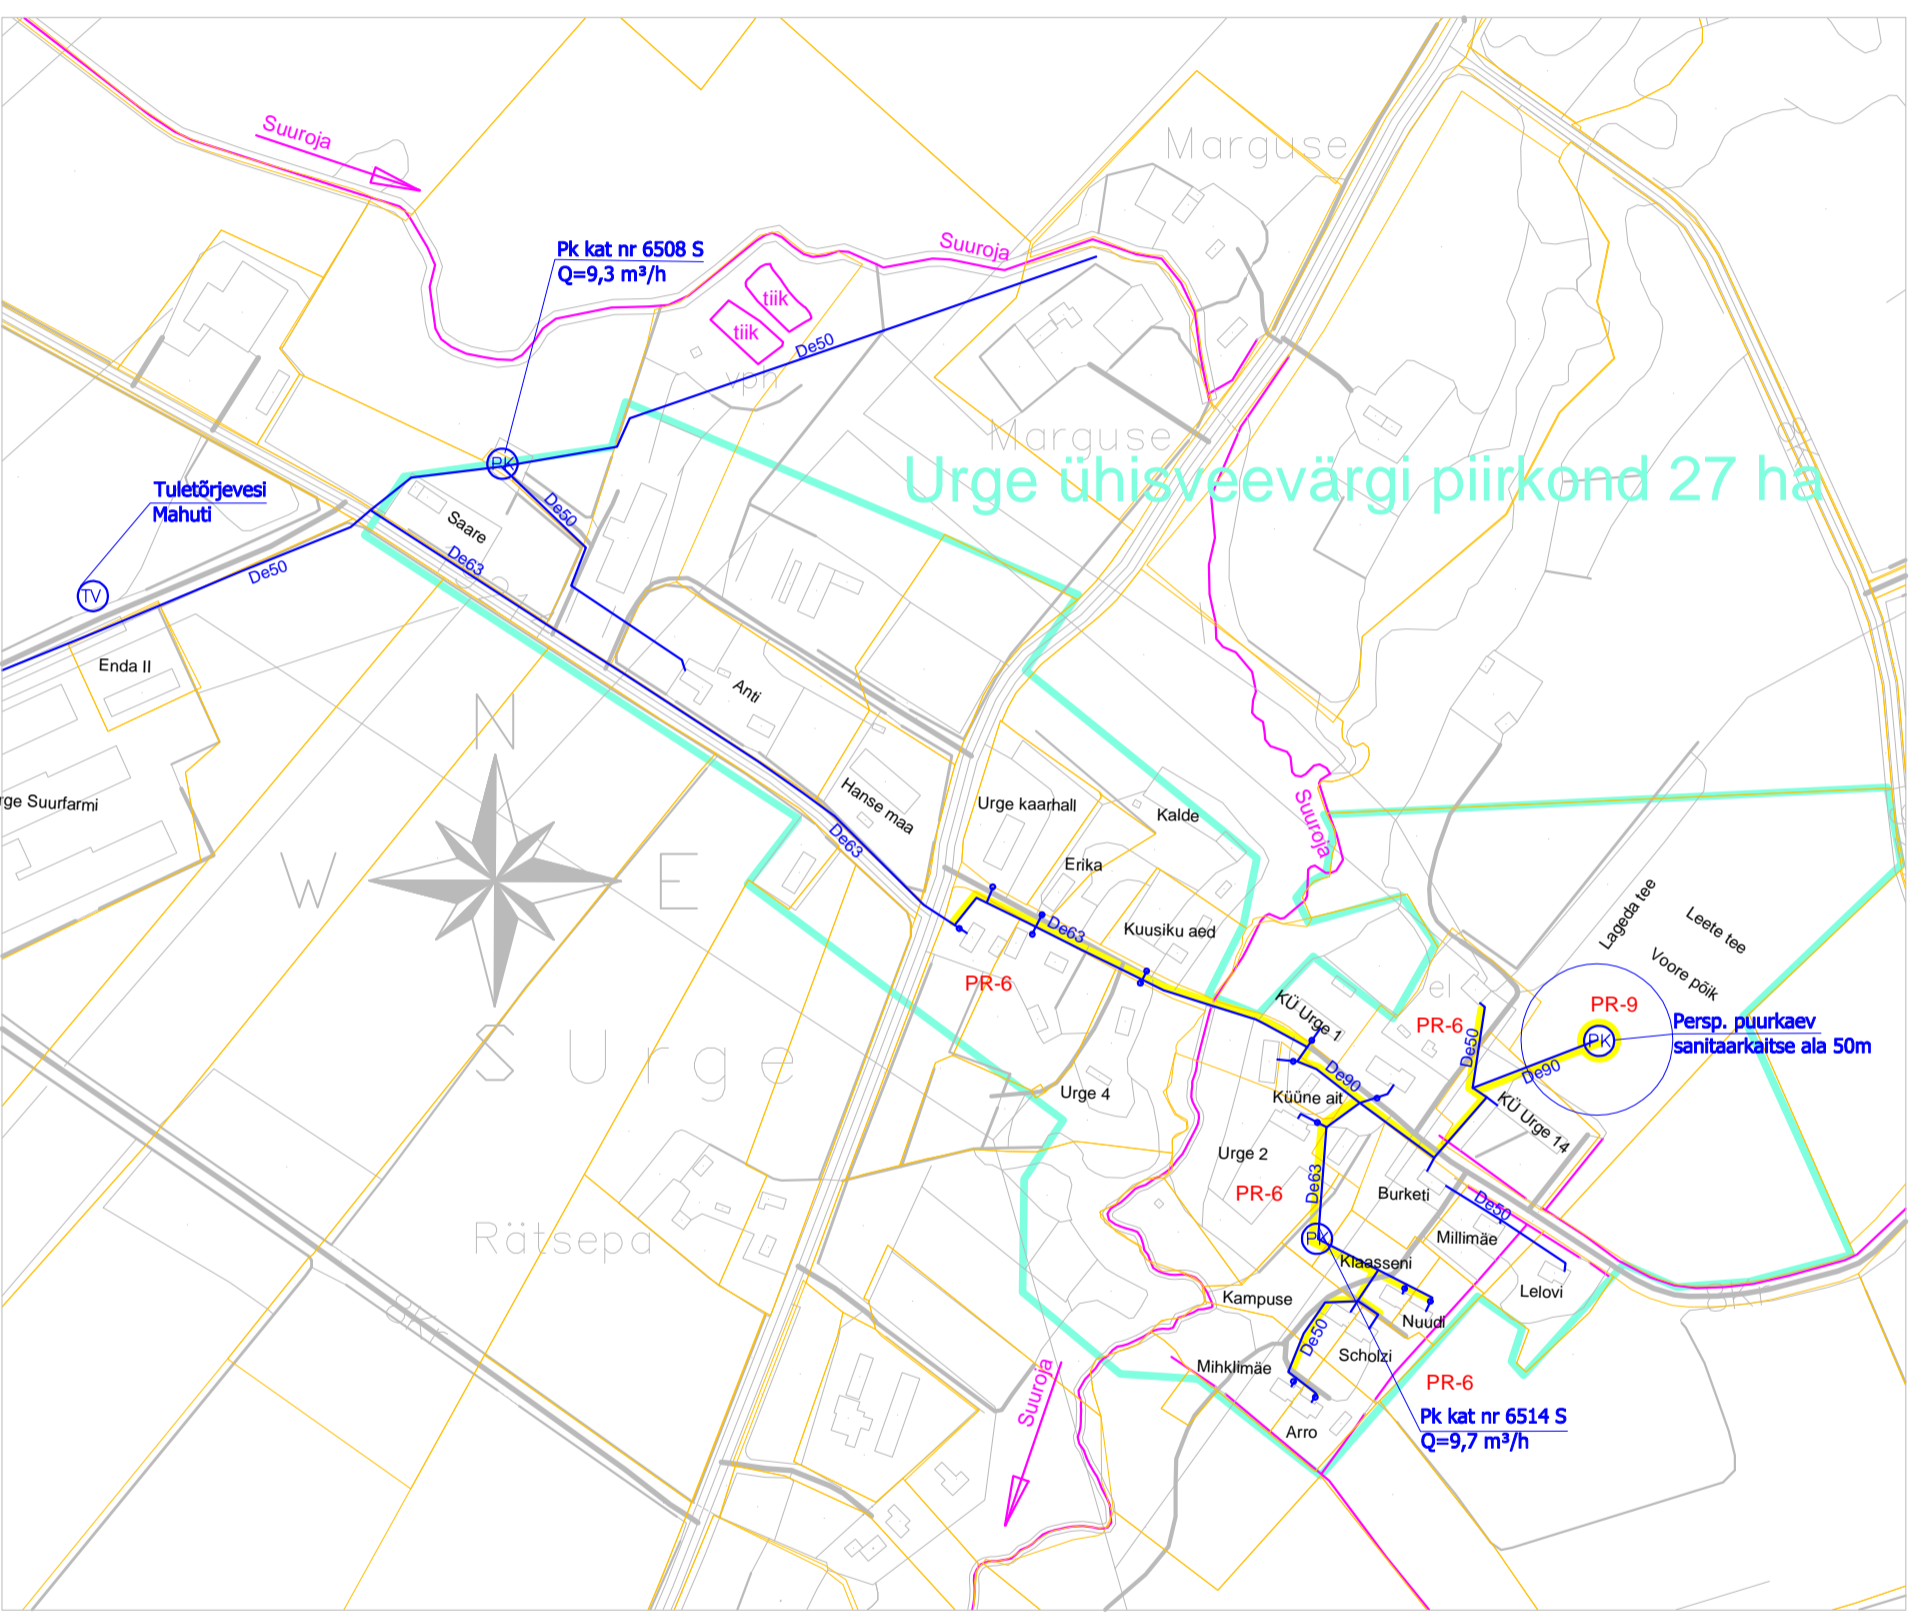 Suuroja
Marguse
Pk kat nr 6508 S
Q=9,3 m³/h
Suuroja
tiik
tiik
De50
vph
Marguse
Urge ühisveevärgi piirkond 27 ha
PK
Tuletõrjevesi
Mahuti
De50
Saare
De63
De50
TV
Enda II
Anti
N
Hanse maa
Urge kaarhall
Kalde
Suuroja
rge Suurfarmi
De63
Erika
W
E
Kuusiku aed
De63
Lageda tee
Leete tee
Voore põik
PR-6
el
KÜ Urge 1
PR-6
PR-9
Persp. puurkaev
sanitaarkaitse ala 50m
PK
De50
De90
S
Urge
De90
Urge 4
Küüne ait
KÜ Urge 14
Urge 2
De63
PR-6
Burketi
De50
Rätsepa
PK
Millimäe
Klaasseni
Kampuse
Lelovi
Nuudi
De50
Scholzi
Mihklimäe
PR-6
Suuroja
Pk kat nr 6514 S
Q=9,7 m³/h
Arro